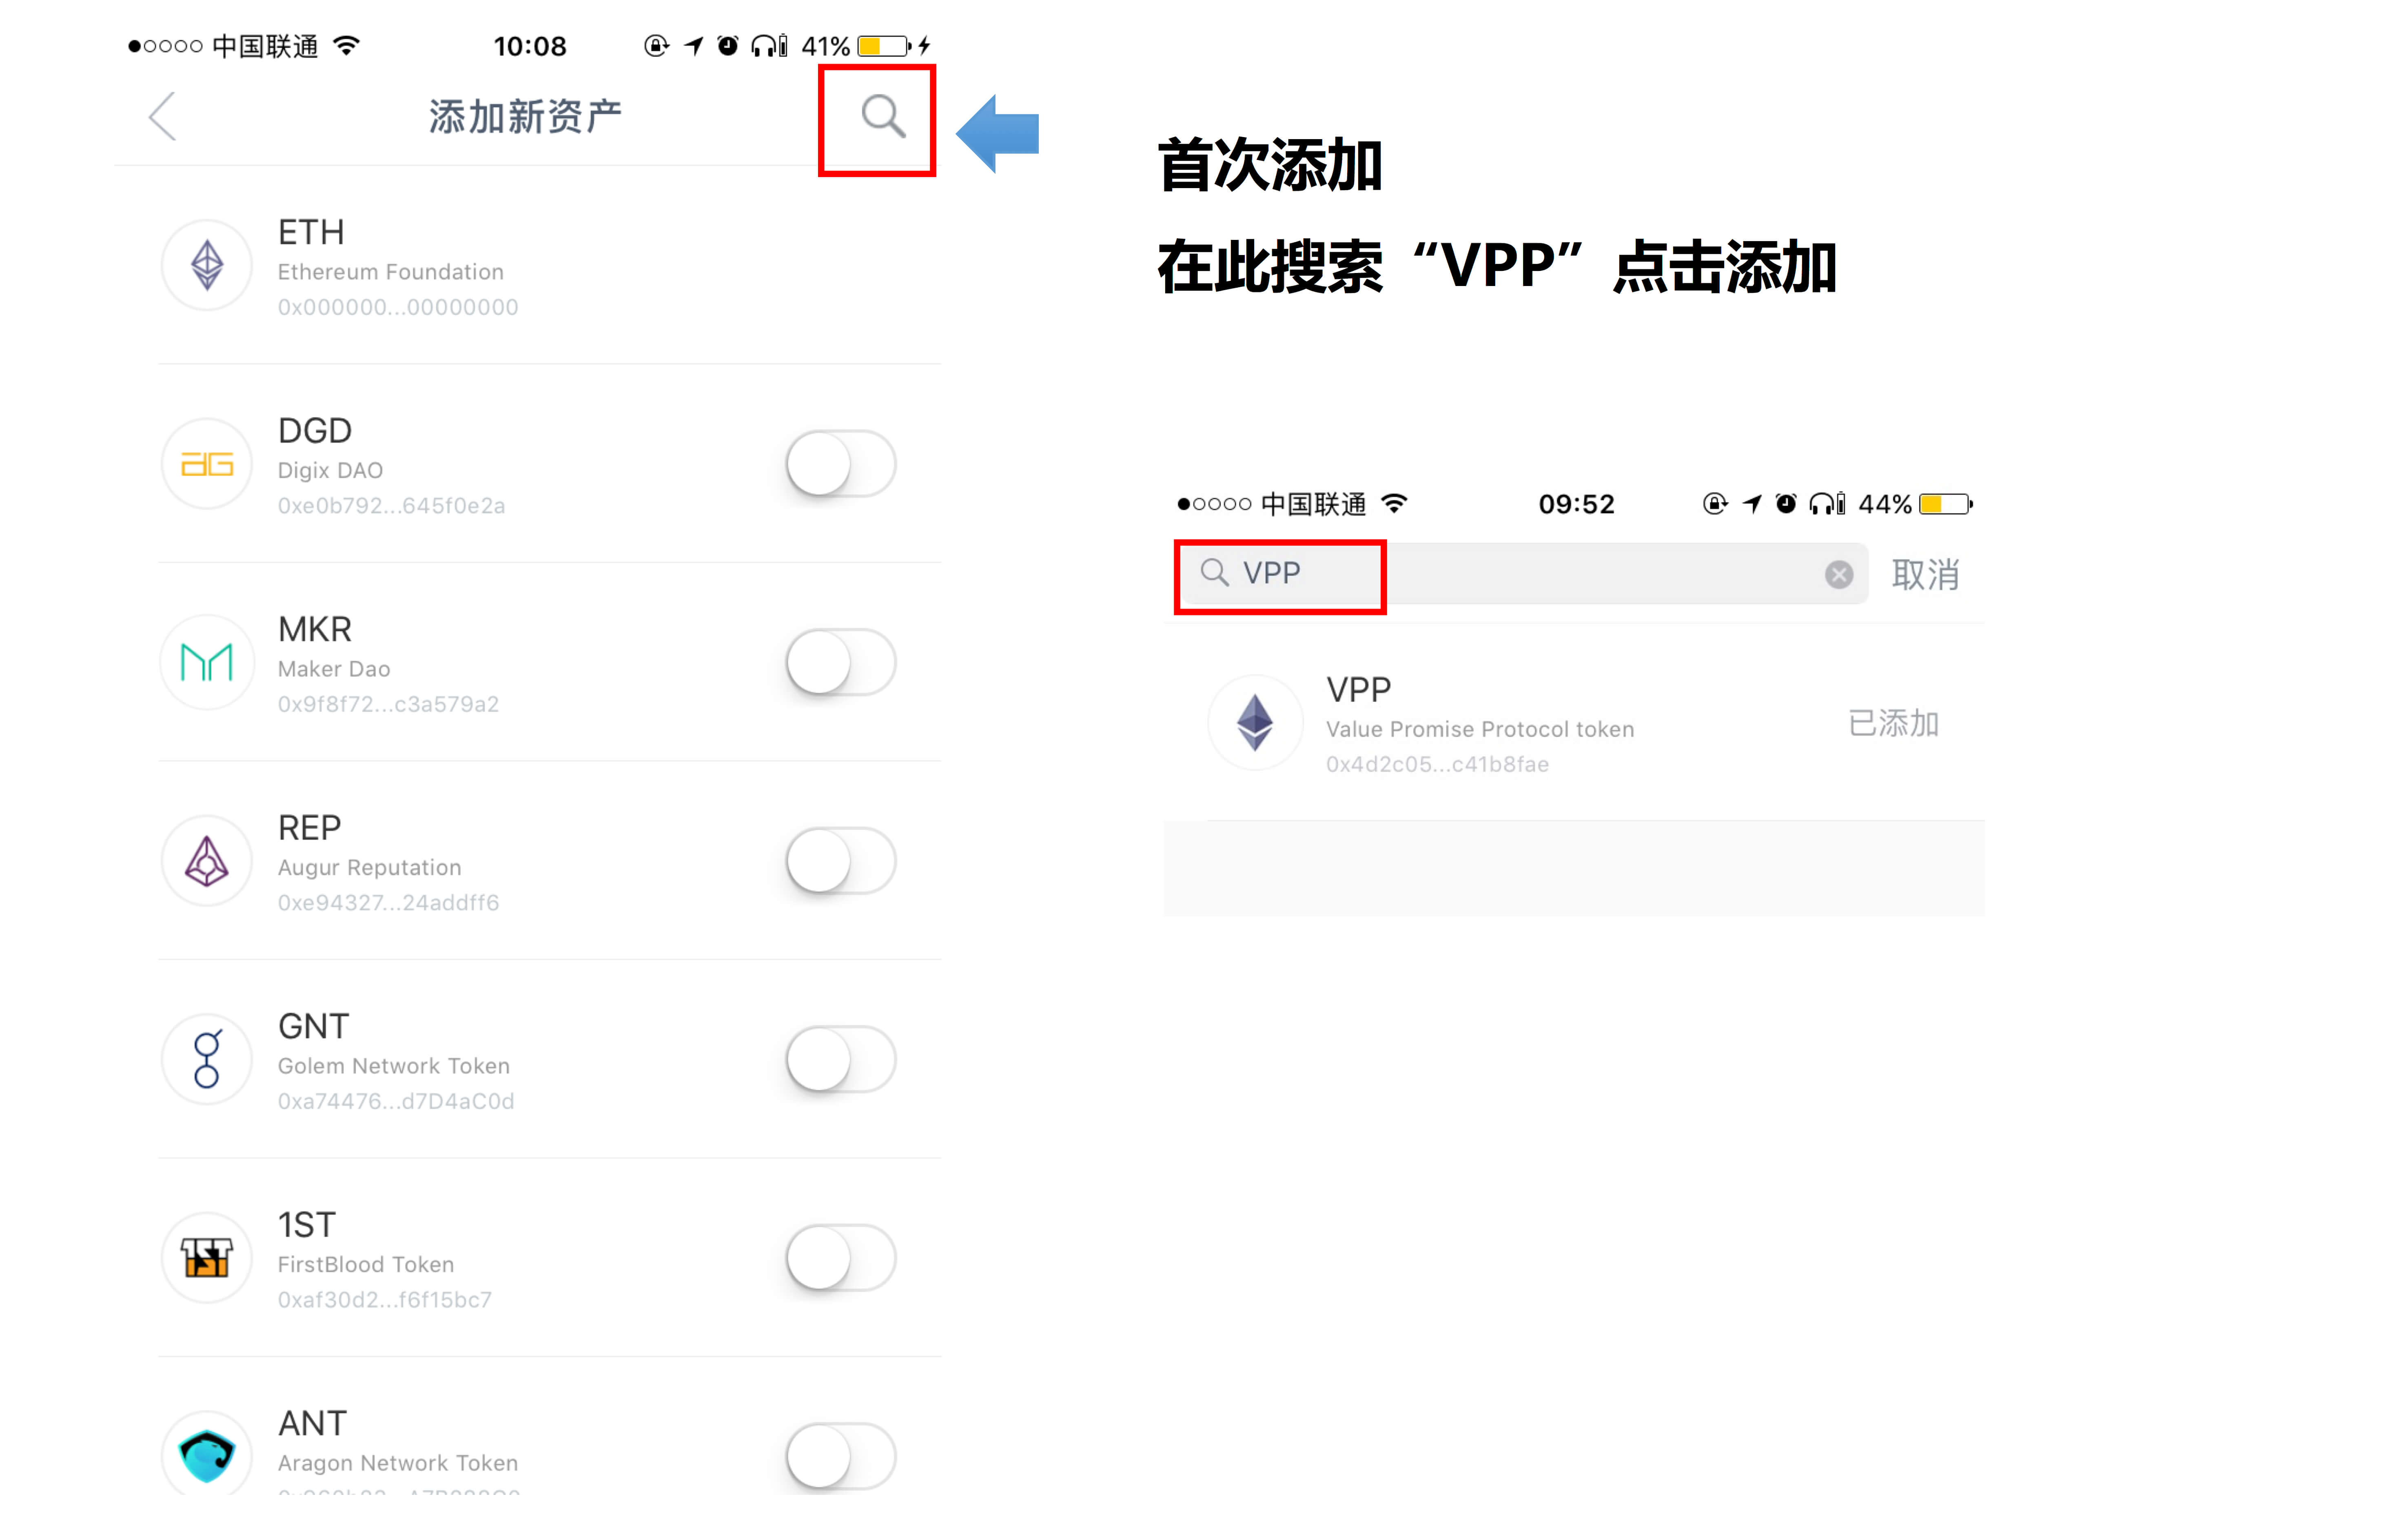 中国联通
10:08
41%
添加新资产
ETH
Ethereum Foundation
0x000000...00000000
DGD
Digix DAO
0xe0b792...645f0e2a
MKR
Maker Dao
0x9f8f72...c3a579a2
REP
Augur Reputation
0xe94327...24addff6
GNT
Golem Network Token
0xa74476...d7D4aC0d
1ST
FirstBlood Token
0xaf30d2...f6f15bc7
ANT
Aragon Network Token
首次添加
在此搜索“VPP”点击添加
中国联通
09:52
44%
VPP
取消
VPP
Value Promise Protocol token
0x4d2c05...c41b8fae
已添加